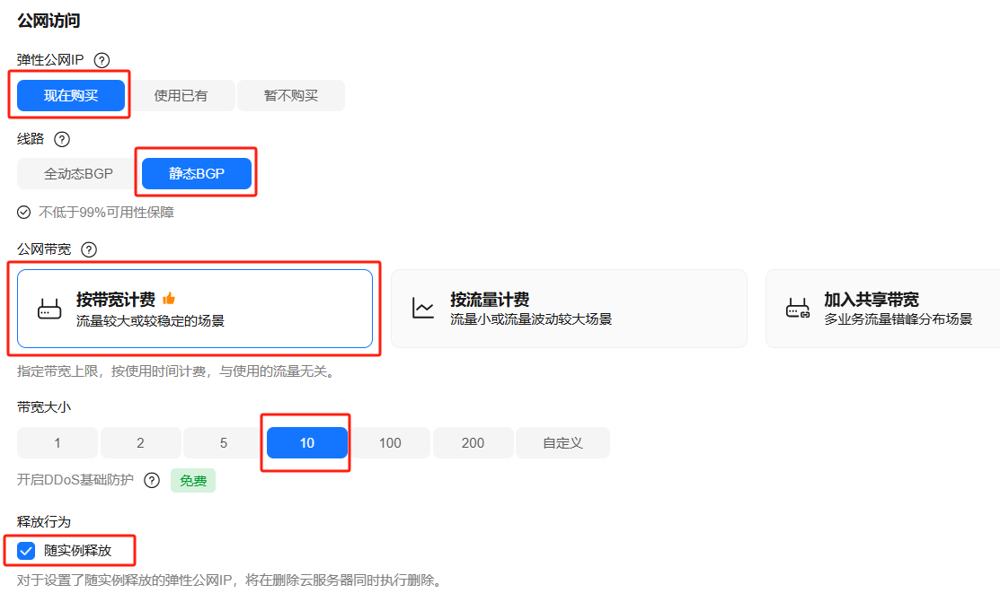 公网访问
弹性公网IP ?
现在购买 使用已有 暂不购买
线路 ?
全动态BGP 静态BGP
不低于99%可用性保障
公网带宽 ?
按带宽计费
流量较大或较稳定的场景
按流量计费
流量小或流量波动较大场景
加入共享带宽
多业务流量错峰分布场景
指定带宽上限，按使用时间计费，与使用的流量无关。
带宽大小
1 2 5 10 100 200 自定义
开启DDoS基础防护 ? 免费
释放行为
随实例释放
对于设置了随实例释放的弹性公网IP，将在删除云服务器同时执行删除。